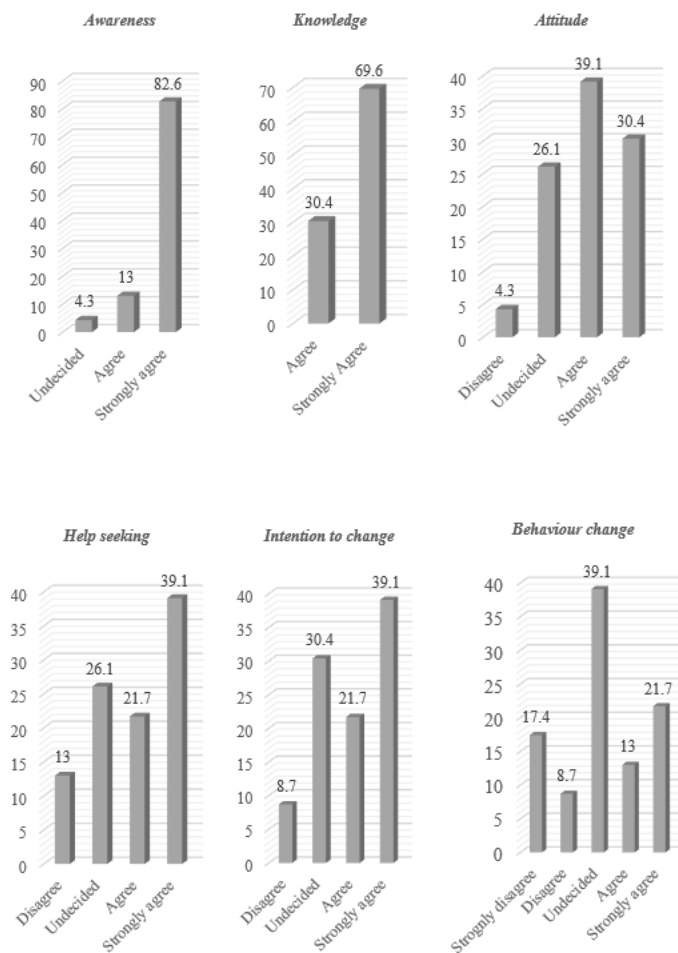 Awareness
Knowledge
Attitude
90
80
70
60
50
40
30
20
10
0
4.3
13
82.6
Undecided
Agree
Strongly agree
70
60
50
40
30
20
10
0
30.4
69.6
Agree
Strongly Agree
40
35
30
25
20
15
10
5
0
4.3
26.1
39.1
30.4
Disagree
Undecided
Agree
Strongly agree
Help seeking
Intention to change
Behaviour change
40
35
30
25
20
15
10
5
0
13
26.1
21.7
39.1
Disagree
Undecided
Agree
Strongly agree
40
35
30
25
20
15
10
5
0
8.7
30.4
21.7
39.1
Disagree
Undecided
Agree
Strongly agree
40
35
30
25
20
15
10
5
0
17.4
8.7
39.1
13
21.7
Strognly disagree
Disagree
Undecided
Agree
Strongly agree